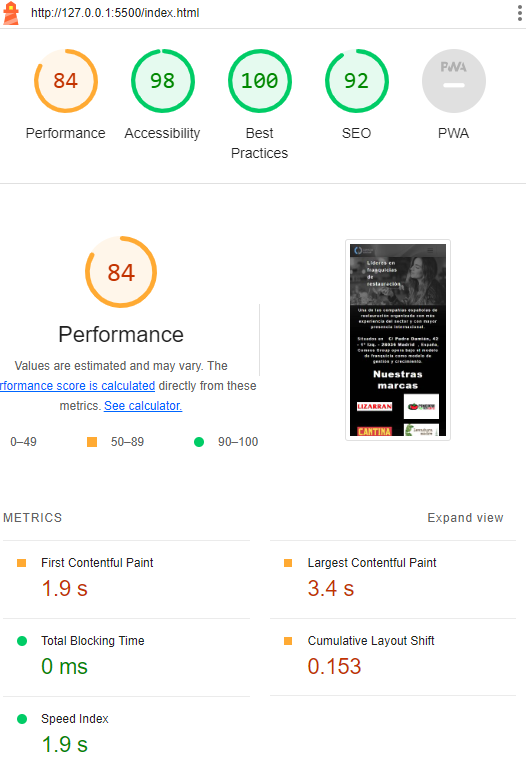 http://127.0.0.1:5500/index.html
84
98
100
92
PWA
Performance
Accessibility
Best
Practices
SEO
PWA
84
Performance
Values are estimated and may vary. The
rformance score is calculated directly from these
metrics. See calculator.
0–49
50–89
90–100
Líderes en
franquicias
de
restauración
Una de las compañías españolas de
restauración organizada con más
experiencia del sector y con mayor
presencia internacional.
Situados en C/ Padre Damián, 42
- 1º Izq. - 28036 Madrid , España,
Comess Group opera bajo el modelo
de franquicia como modelo de
gestión y crecimiento.
Nuestras
marcas
LIZARRAN
CANTINA
METRICS
Expand view
First Contentful Paint
1.9 s
Largest Contentful Paint
3.4 s
Total Blocking Time
0 ms
Cumulative Layout Shift
0.153
Speed Index
1.9 s